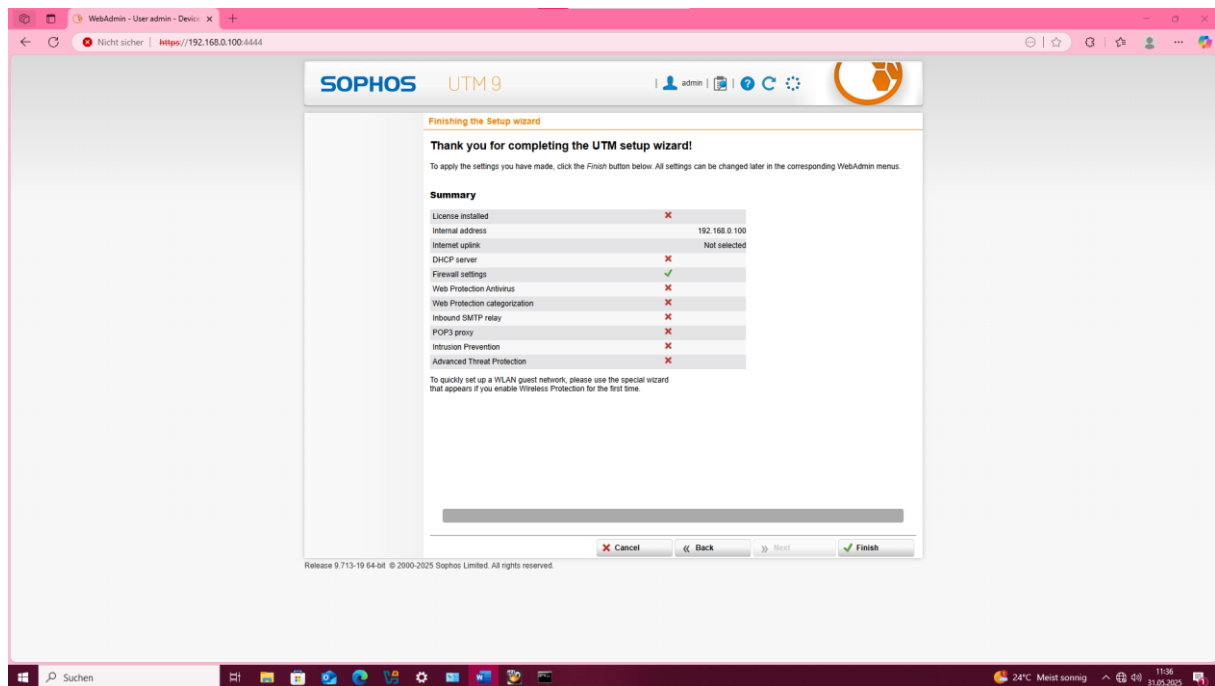 WebAdmin - User admin - Device
Nicht sicher | https://192.168.0.100:4444
SOPHOS UTM 9 | admin | |
Finishing the Setup wizard
Thank you for completing the UTM setup wizard!
To apply the settings you have made, click the Finish button below. All settings can be changed later in the corresponding WebAdmin menus.
Summary
License installed
Internal address 192.168.0.100
Internet uplink Not selected
DHCP server
Firewall settings
Web Protection Antivirus
Web Protection categorization
Inbound SMTP relay
POP3 proxy
Intrusion Prevention
Advanced Threat Protection
To quickly set up a WLAN guest network, please use the special wizard
that appears if you enable Wireless Protection for the first time.
Cancel Back Next Finish
Release 9.713-19 64-bit © 2000-2025 Sophos Limited. All rights reserved.
Suchen 24°C Meist sonnig 11:36
31.05.2025